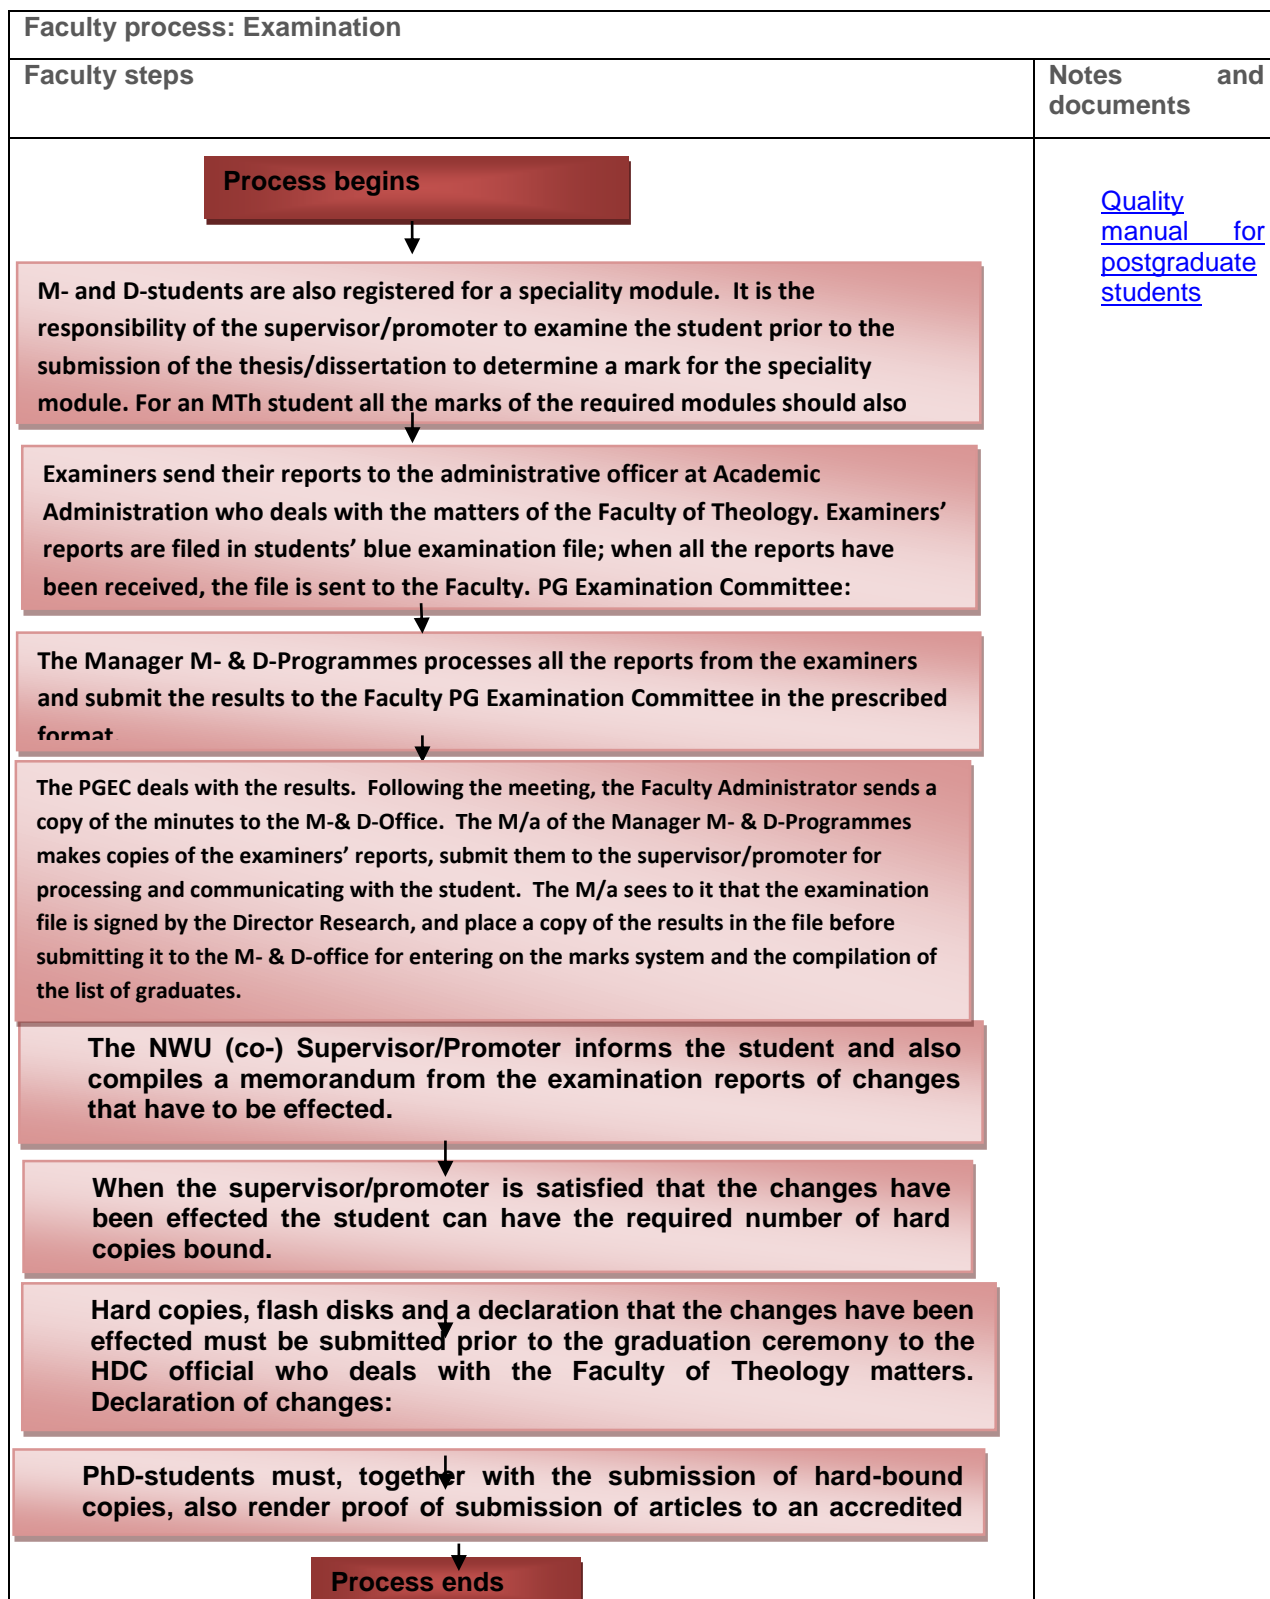 Faculty process: Examination
Faculty steps
Notes and
documents
Process begins
Quality
manual for
postgraduate
students
M- and D-students are also registered for a speciality module. It is the
responsibility of the supervisor/promoter to examine the student prior to the
submission of the thesis/dissertation to determine a mark for the speciality
module. For an MTh student all the marks of the required modules should also
Examiners send their reports to the administrative officer at Academic
Administration who deals with the matters of the Faculty of Theology. Examiners’
reports are filed in students’ blue examination file; when all the reports have
been received, the file is sent to the Faculty. PG Examination Committee:
The Manager M- & D-Programmes processes all the reports from the examiners
and submit the results to the Faculty PG Examination Committee in the prescribed
format.
The PGEC deals with the results. Following the meeting, the Faculty Administrator sends a
copy of the minutes to the M-& D-Office. The M/a of the Manager M- & D-Programmes
makes copies of the examiners’ reports, submit them to the supervisor/promoter for
processing and communicating with the student. The M/a sees to it that the examination
file is signed by the Director Research, and place a copy of the results in the file before
submitting it to the M- & D-office for entering on the marks system and the compilation of
the list of graduates.
The NWU (co-) Supervisor/Promoter informs the student and also
compiles a memorandum from the examination reports of changes
that have to be effected.
When the supervisor/promoter is satisfied that the changes have
been effected the student can have the required number of hard
copies bound.
Hard copies, flash disks and a declaration that the changes have been
effected must be submitted prior to the graduation ceremony to the
HDC official who deals with the Faculty of Theology matters.
Declaration of changes:
PhD-students must, together with the submission of hard-bound
copies, also render proof of submission of articles to an accredited
Process ends